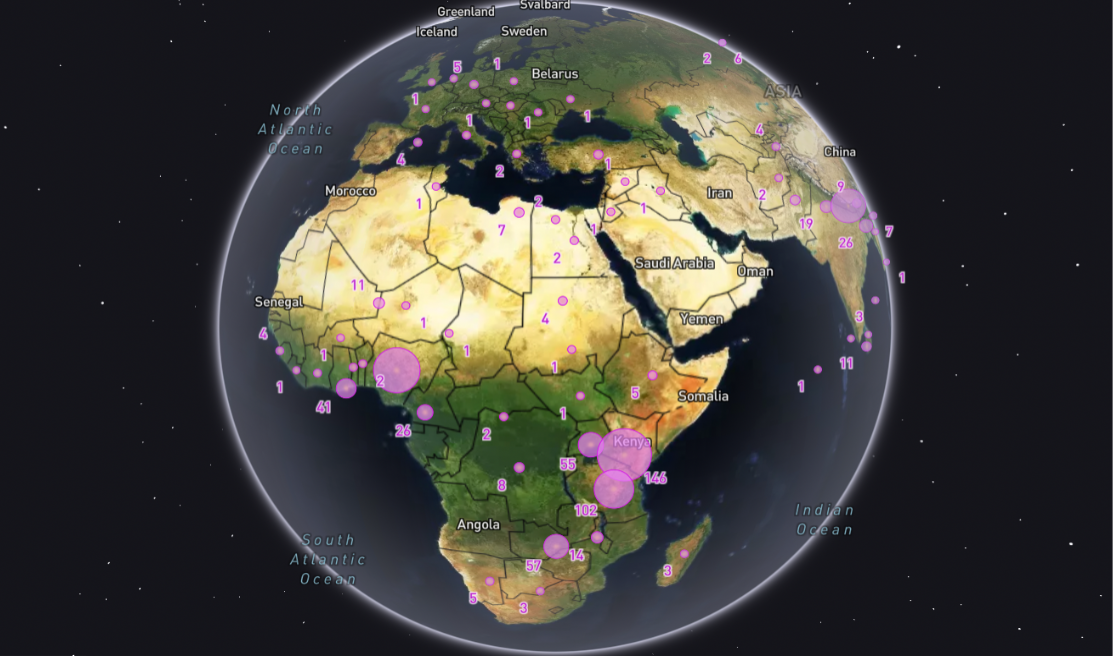 Svalbard
Greenland
Iceland
Sweden
1
5
2
6
Belarus
ASIA
1
North
Atlantic
Ocean
1
1
1
4
China
4
1
2
Morocco
1
2
1
2
Iran
9
19
7
7
1
26
2
Saudi Arabia
Oman
1
11
Senegal
4
1
Yemen
3
4
1
1
1
11
1
2
5
1
Somalia
41
1
26
2
Kenya
55
146
8
102
Indian
Ocean
Angola
South
Atlantic
Ocean
14
57
3
5
3